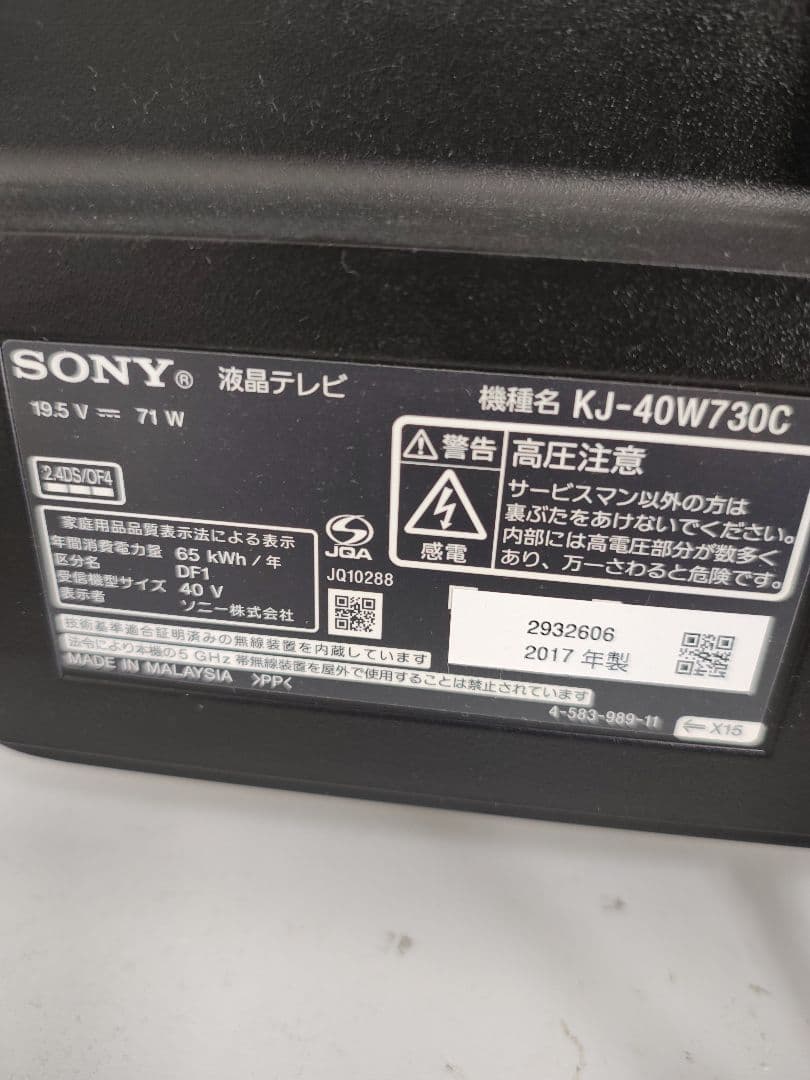 SONY® 液晶テレビ
機種名 KJ-40W730C
19.5 V ⎓ 71 W
2.4DS/OF4
家庭用品品質表示法による表示
年間消費電力量 65 kWh/年
区分名 DF1
受信機型サイズ 40 V
表示者 ソニー株式会社
JQA
JQ10288
警告
感電
高圧注意
サービスマン以外の方は
裏ぶたをあけないでください。
内部には高電圧部分が数多く
あり、万一さわると危険です。
2932606
2017 年製
技術基準適合証明済みの無線装置を内蔵しています
法令により本機の5 GHz 帯無線装置を屋外で使用することは禁止されています
MADE IN MALAYSIA >PP<
4-583-989-11
←X15